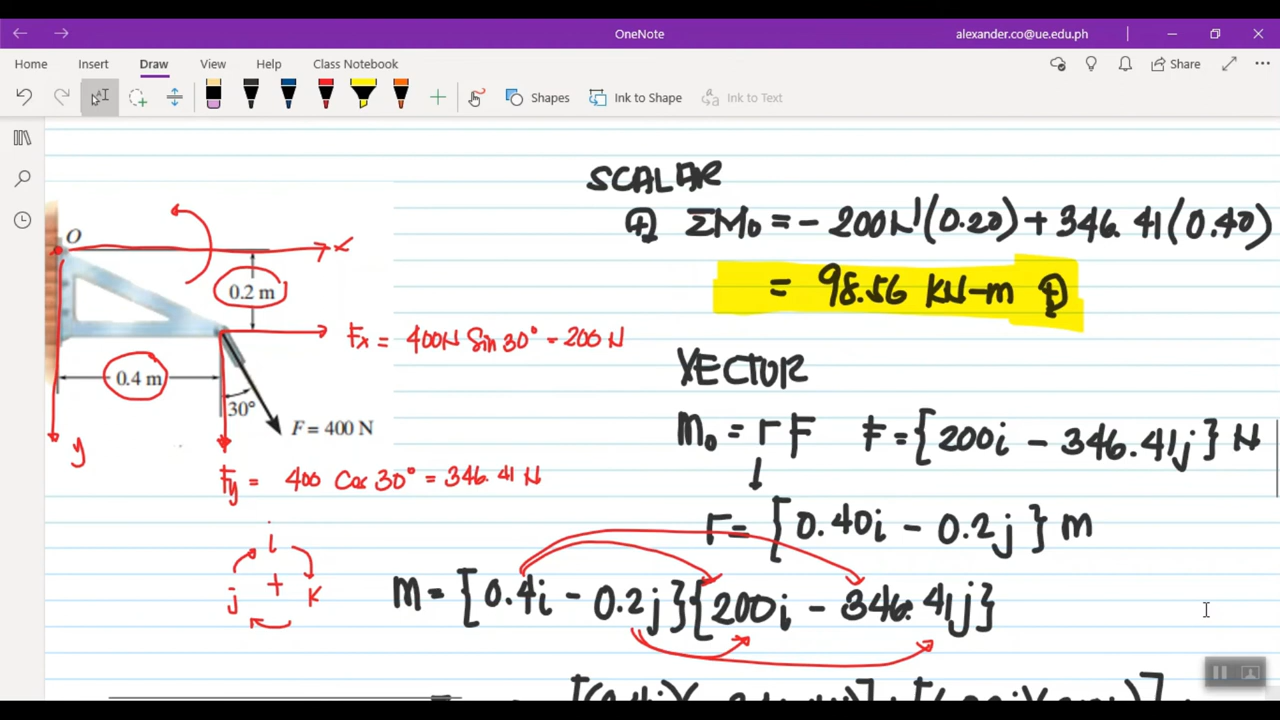 OneNote
alexander.co@ue.edu.ph
Home Insert Draw View Help Class Notebook
Share
Shapes Ink to Shape Ink to Text
SCALAR
ΣMo = - 200N(0.20) + 346.41(0.40)
= 98.56 KN-m
O
x
0.2 m
Fx = 400N Sin 30° = 200 N
0.4 m
30°
F = 400 N
y
Fy = 400 Cos 30° = 346.41 N
VECTOR
Mo = r F F = {200i - 346.41j} N
r = [0.40i - 0.2j} m
i
j + K
M = [0.4i - 0.2j}{200i - 346.41j}